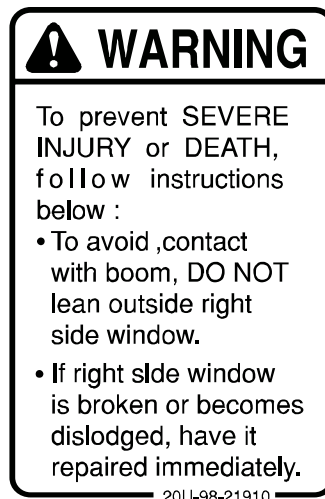 WARNING
To prevent SEVERE
INJURY or DEATH,
follow instructions
below :
• To avoid ,contact
with boom, DO NOT
lean outside right
side window.
• If right side window
is broken or becomes
dislodged, have it
repaired immediately.
20U-98-21910